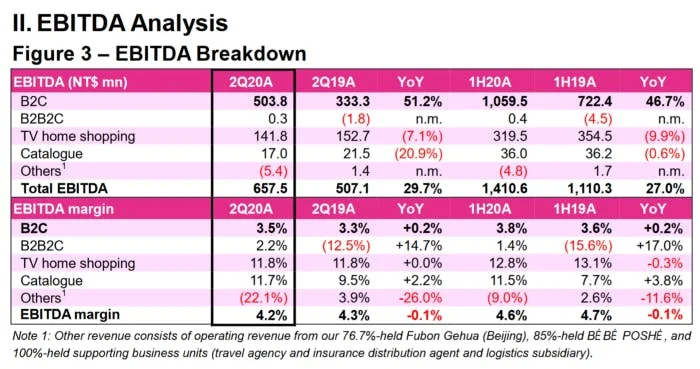 II. EBITDA Analysis
Figure 3 – EBITDA Breakdown
EBITDA (NT$ mn) 2Q20A 2Q19A YoY 1H20A 1H19A YoY
B2C 503.8 333.3 51.2% 1,059.5 722.4 46.7%
B2B2C 0.3 (1.8) n.m. 0.4 (4.5) n.m.
TV home shopping 141.8 152.7 (7.1%) 319.5 354.5 (9.9%)
Catalogue 17.0 21.5 (20.9%) 36.0 36.2 (0.6%)
Others1 (5.4) 1.4 n.m. (4.8) 1.7 n.m.
Total EBITDA 657.5 507.1 29.7% 1,410.6 1,110.3 27.0%
EBITDA margin 2Q20A 2Q19A YoY 1H20A 1H19A YoY
B2C 3.5% 3.3% +0.2% 3.8% 3.6% +0.2%
B2B2C 2.2% (12.5%) +14.7% 1.4% (15.6%) +17.0%
TV home shopping 11.8% 11.8% +0.0% 12.8% 13.1% -0.3%
Catalogue 11.7% 9.5% +2.2% 11.5% 7.7% +3.8%
Others1 (22.1%) 3.9% -26.0% (9.0%) 2.6% -11.6%
EBITDA margin 4.2% 4.3% -0.1% 4.6% 4.7% -0.1%
Note 1: Other revenue consists of operating revenue from our 76.7%-held Fubon Gehua (Beijing), 85%-held BÉBÉ POSHÉ, and
100%-held supporting business units (travel agency and insurance distribution agent and logistics subsidiary).